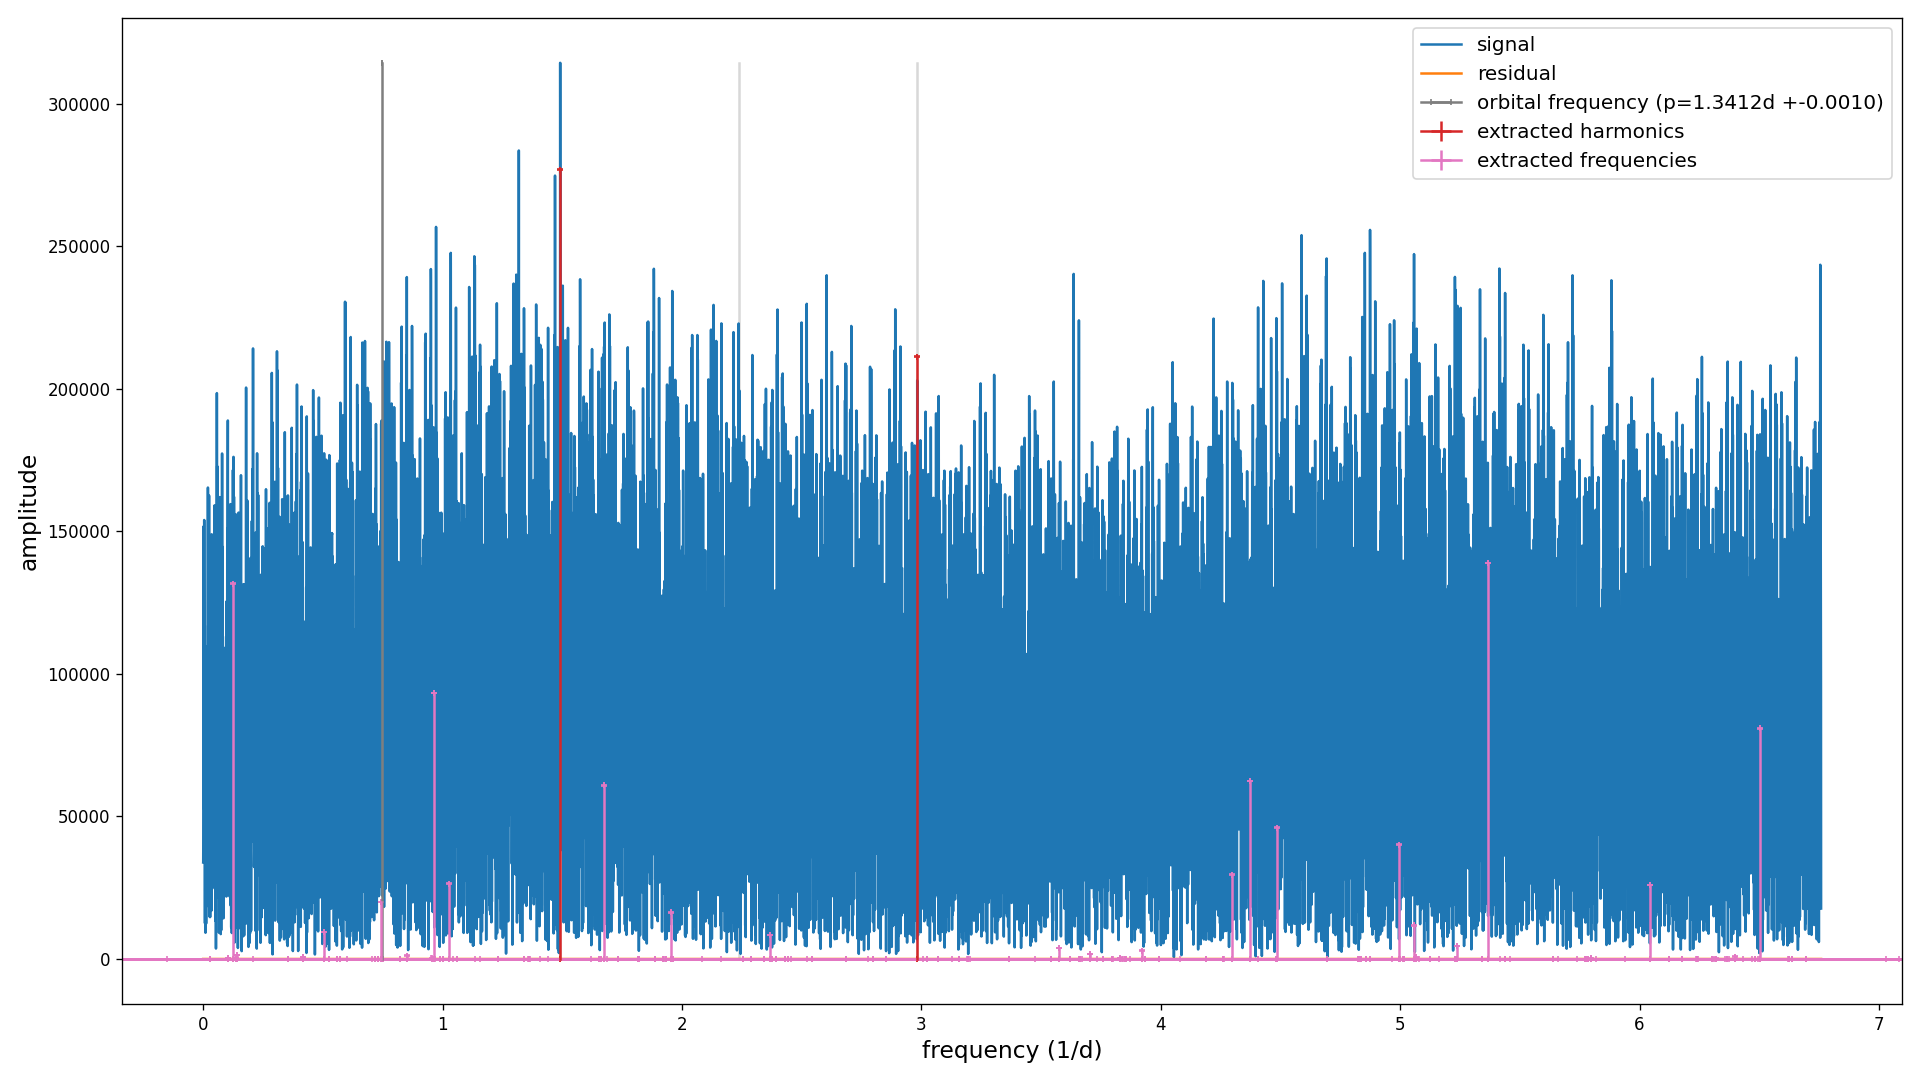 signal
residual
orbital frequency (p=1.3412d +-0.0010)
extracted harmonics
extracted frequencies
300000
250000
200000
150000
100000
50000
0
amplitude
0 1 2 3 4 5 6 7
frequency (1/d)